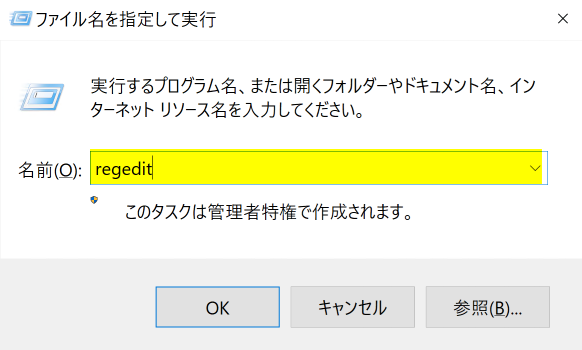 ファイル名を指定して実行
実行するプログラム名、または開くフォルダーやドキュメント名、イン
ターネット リソース名を入力してください。
名前(O): regedit
このタスクは管理者特権で作成されます。
OK キャンセル 参照(B)...